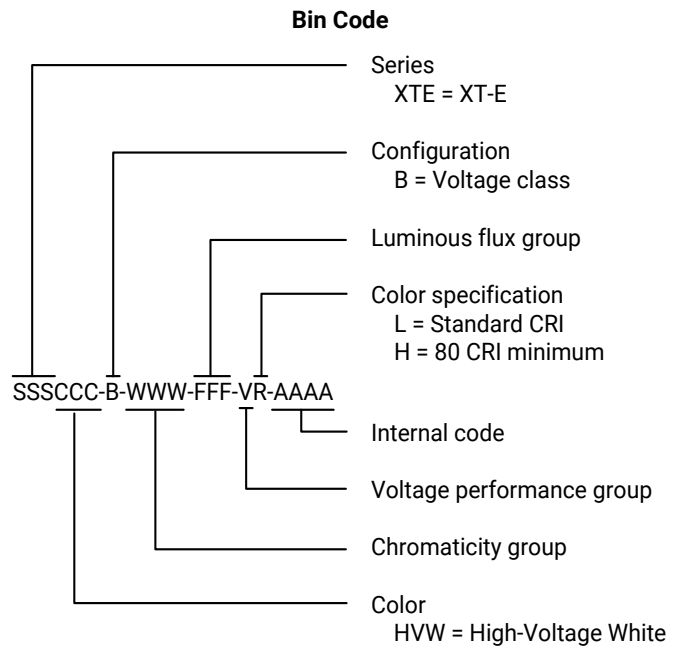 Bin Code
Series
XTE = XT-E
Configuration
B = Voltage class
Luminous flux group
Color specification
L = Standard CRI
H = 80 CRI minimum
SSSCCC-B-WWW-FFF-VR-AAAA
Internal code
Voltage performance group
Chromaticity group
Color
HVW = High-Voltage White